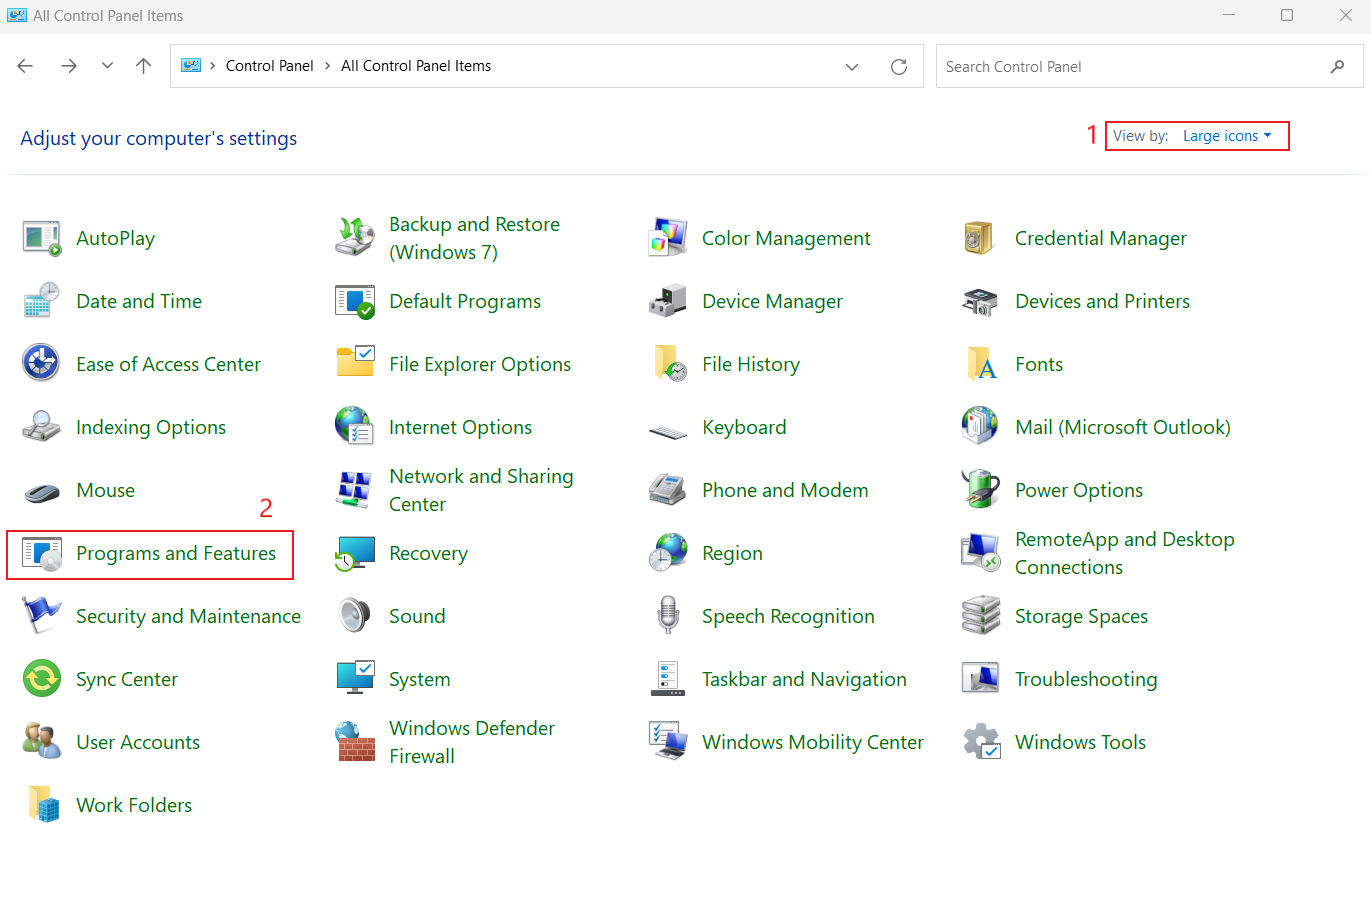 All Control Panel Items
Control Panel > All Control Panel Items
Search Control Panel
Adjust your computer's settings
1
View by: Large icons
AutoPlay
Backup and Restore
(Windows 7)
Color Management
Credential Manager
Date and Time
Default Programs
Device Manager
Devices and Printers
Ease of Access Center
File Explorer Options
File History
Fonts
Indexing Options
Internet Options
Keyboard
Mail (Microsoft Outlook)
Mouse
Network and Sharing
Center
Phone and Modem
Power Options
2
Programs and Features
Recovery
Region
RemoteApp and Desktop
Connections
Security and Maintenance
Sound
Speech Recognition
Storage Spaces
Sync Center
System
Taskbar and Navigation
Troubleshooting
User Accounts
Windows Defender
Firewall
Windows Mobility Center
Windows Tools
Work Folders